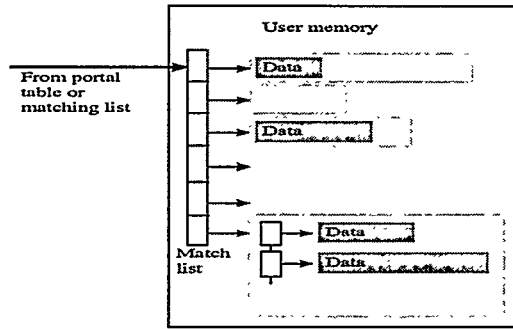 User memory
From portal
table or
matching list
Data
Data
Data
Data
Match
list